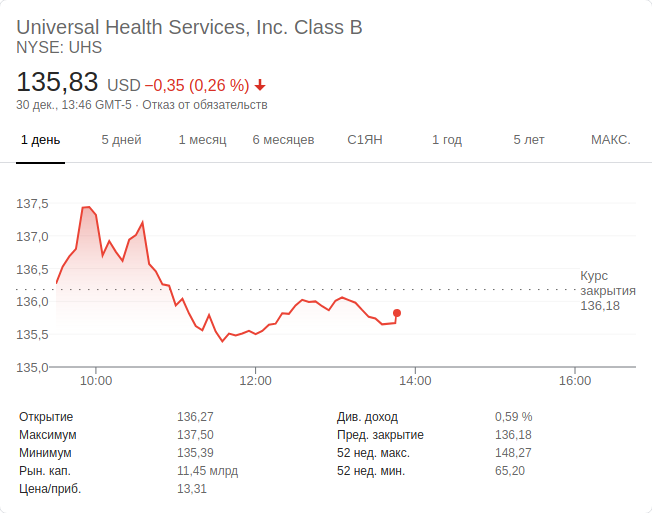 Universal Health Services, Inc. Class B
NYSE: UHS
135,83 USD −0,35 (0,26 %)
30 дек., 13:46 GMT-5 · Отказ от обязательств
1 день 5 дней 1 месяц 6 месяцев С1ЯН 1 год 5 лет МАКС.
137,5
137,0
136,5
136,0
135,5
135,0
Курс
закрытия
136,18
10:00 12:00 14:00 16:00
Открытие 136,27 Див. доход 0,59 %
Максимум 137,50 Пред. закрытие 136,18
Минимум 135,39 52 нед. макс. 148,27
Рын. кап. 11,45 млрд 52 нед. мин. 65,20
Цена/приб. 13,31